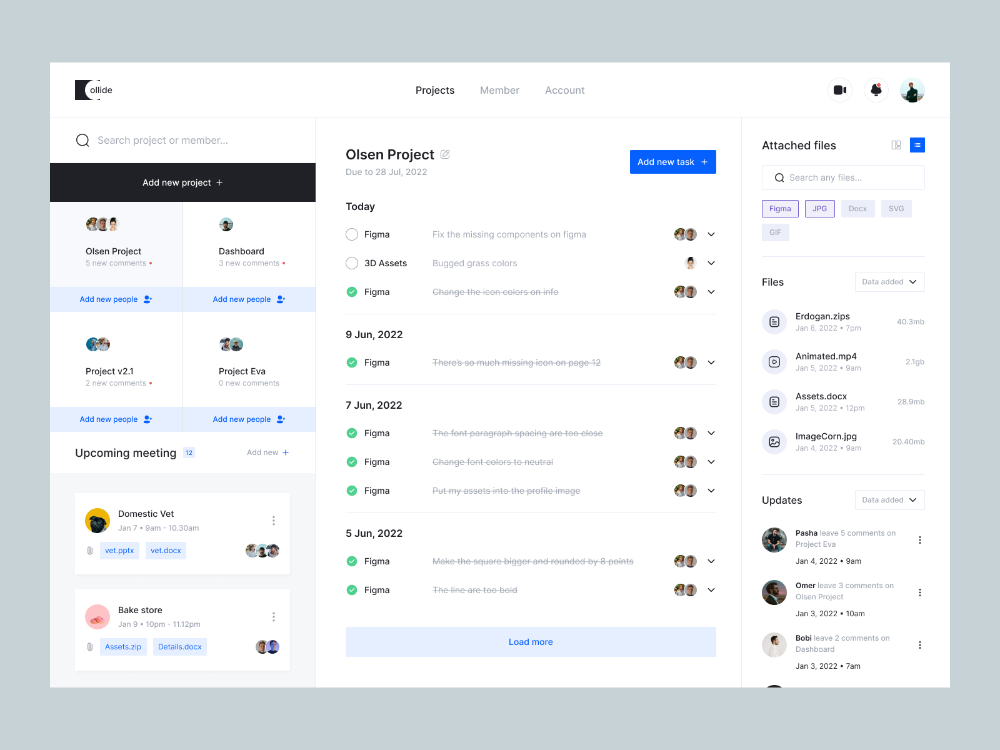 ollide
Projects
Member
Account
Search project or member...
Add new project +
Olsen Project
5 new comments •
Dashboard
3 new comments •
Add new people
Add new people
Project v2.1
2 new comments •
Project Eva
0 new comments
Add new people
Add new people
Upcoming meeting
12
Add new +
Domestic Vet
Jan 7 • 9am - 10.30am
vet.pptx
vet.docx
Bake store
Jan 9 • 10pm - 11.12pm
Assets.zip
Details.docx
Olsen Project
Due to 28 Jul, 2022
Add new task +
Today
Figma
Fix the missing components on figma
3D Assets
Bugged grass colors
Figma
Change the icon colors on info
9 Jun, 2022
Figma
There's so much missing icon on page 12
7 Jun, 2022
Figma
The font paragraph spacing are too close
Figma
Change font colors to neutral
Figma
Put my assets into the profile image
5 Jun, 2022
Figma
Make the square bigger and rounded by 8 points
Figma
The line are too bold
Load more
Attached files
Search any files...
Figma
JPG
Docx
SVG
GIF
Files
Data added
Erdogan.zips
Jan 8, 2022 • 7pm
40.3mb
Animated.mp4
Jan 5, 2022 • 9am
2.1gb
Assets.docx
Jan 5, 2022 • 12pm
28.9mb
ImageCorn.jpg
Jan 4, 2022 • 9am
20.40mb
Updates
Data added
Pasha leave 5 comments on
Project Eva
Jan 4, 2022 • 9am
Omer leave 3 comments on
Olsen Project
Jan 3, 2022 • 10am
Bobi leave 2 comments on
Dashboard
Jan 3, 2022 • 7am